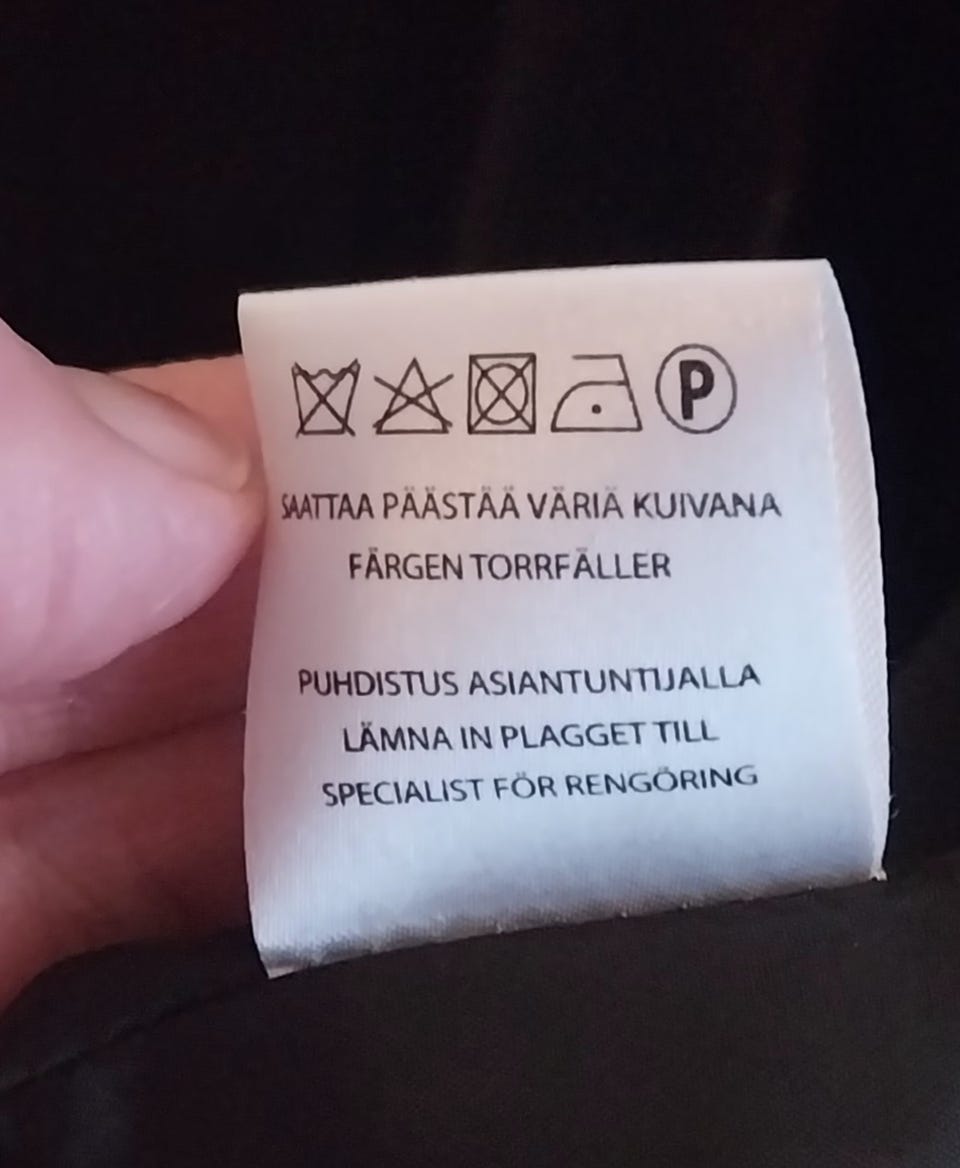 P
SAATTAA PÄÄSTÄÄ VÄRIÄ KUIVANA
FÄRGEN TORRFÄLLER
PUHDISTUS ASIANTUNTIJALLA
LÄMNA IN PLAGGET TILL
SPECIALIST FÖR RENGÖRING